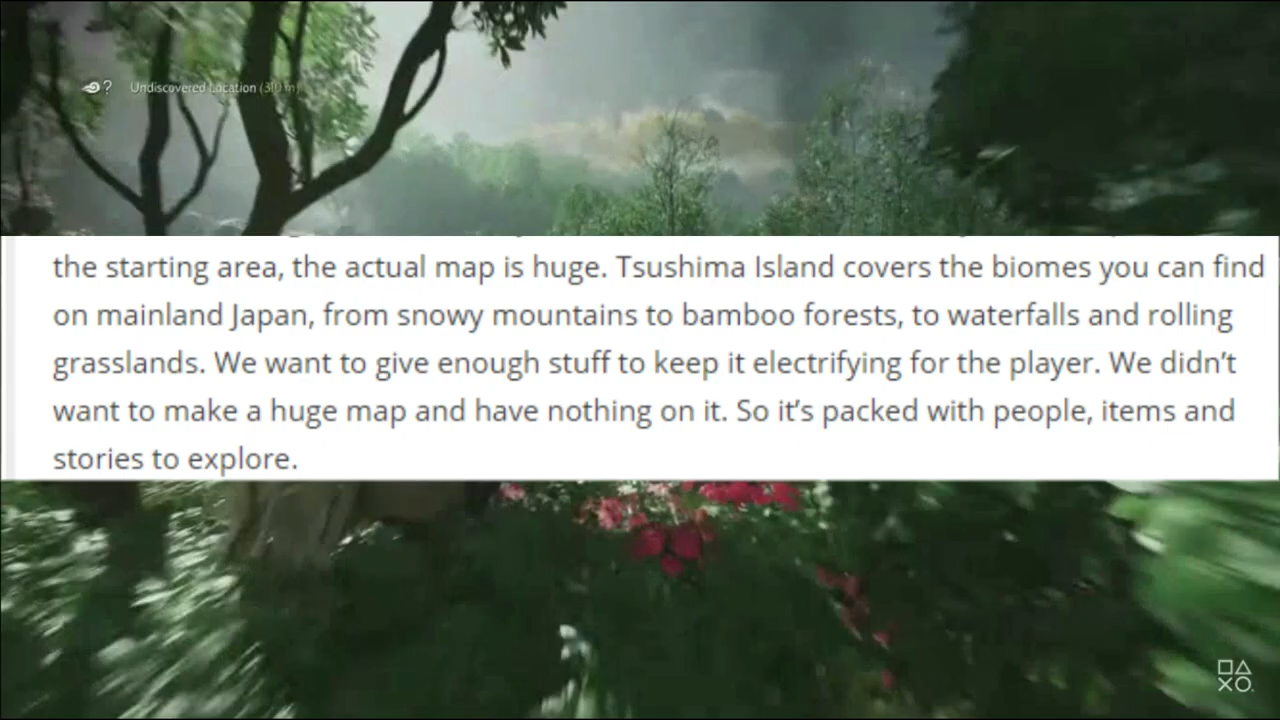 ? Undiscovered Location (310 m)
the starting area, the actual map is huge. Tsushima Island covers the biomes you can find
on mainland Japan, from snowy mountains to bamboo forests, to waterfalls and rolling
grasslands. We want to give enough stuff to keep it electrifying for the player. We didn’t
want to make a huge map and have nothing on it. So it’s packed with people, items and
stories to explore.